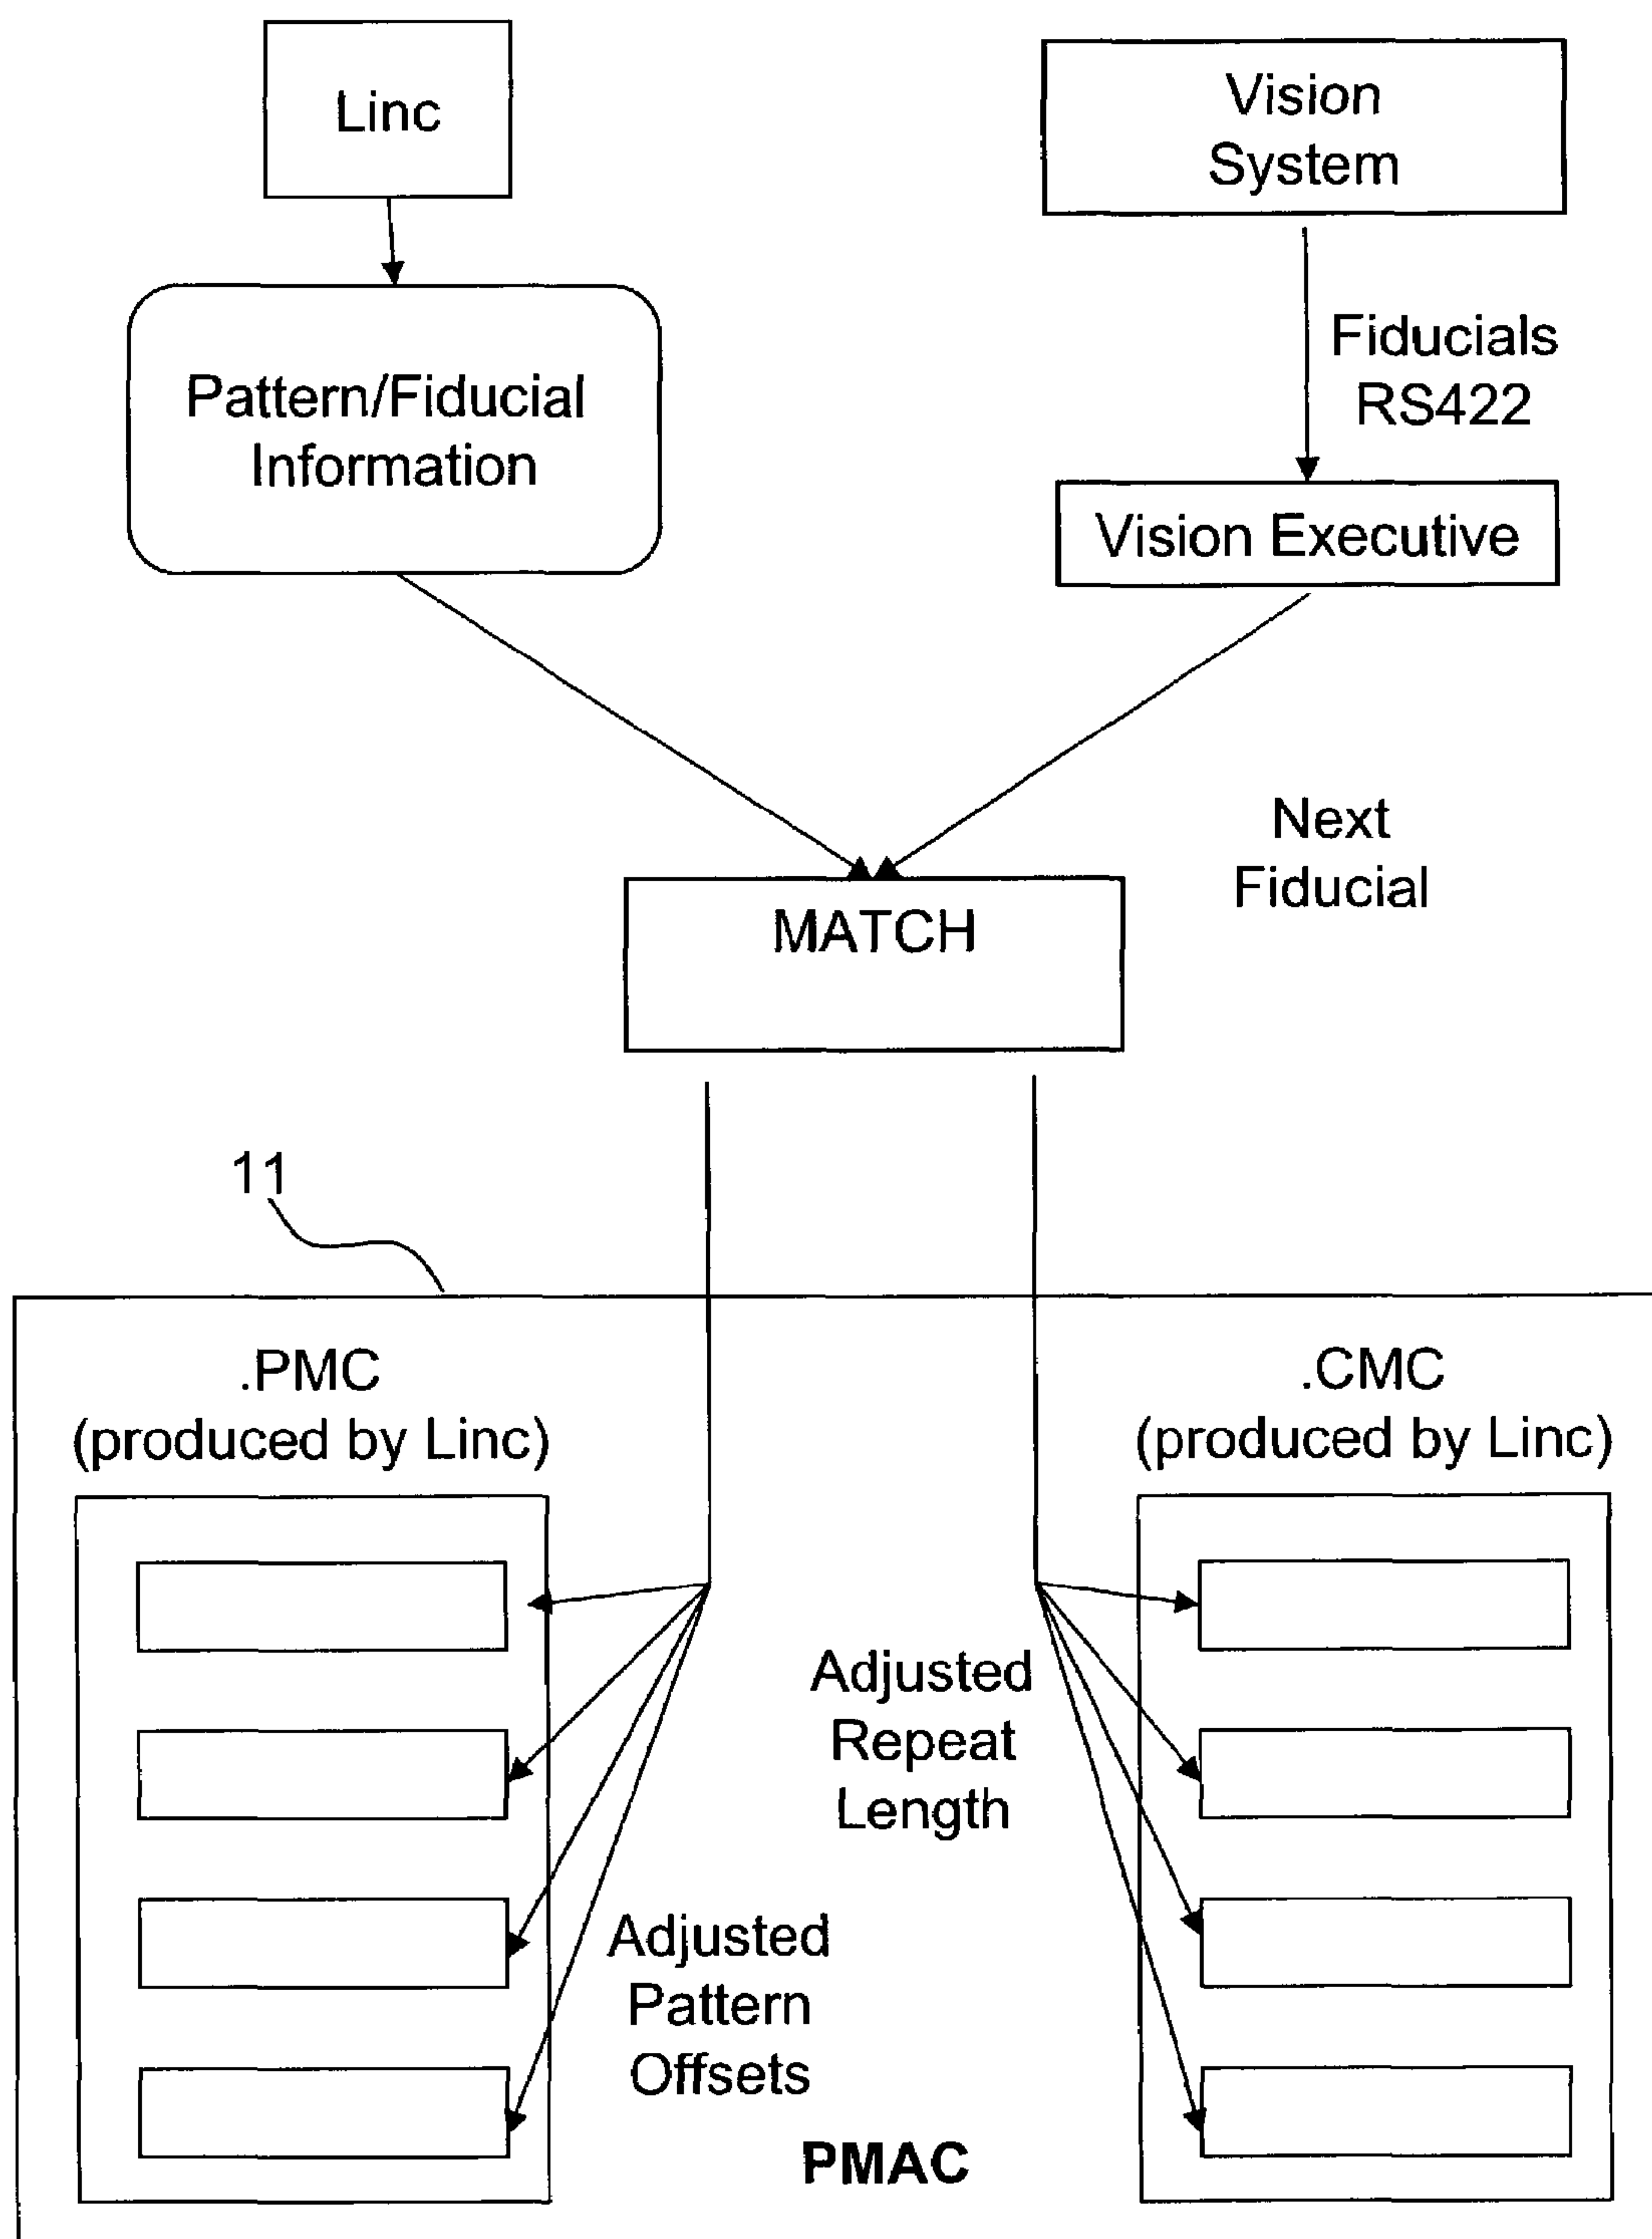 Linc
Vision
System
Pattern/Fiducial
Information
Fiducials
RS422
Vision Executive
Next
Fiducial
MATCH
11
.PMC
(produced by Linc)
.CMC
(produced by Linc)
Adjusted
Repeat
Length
Adjusted
Pattern
Offsets
PMAC